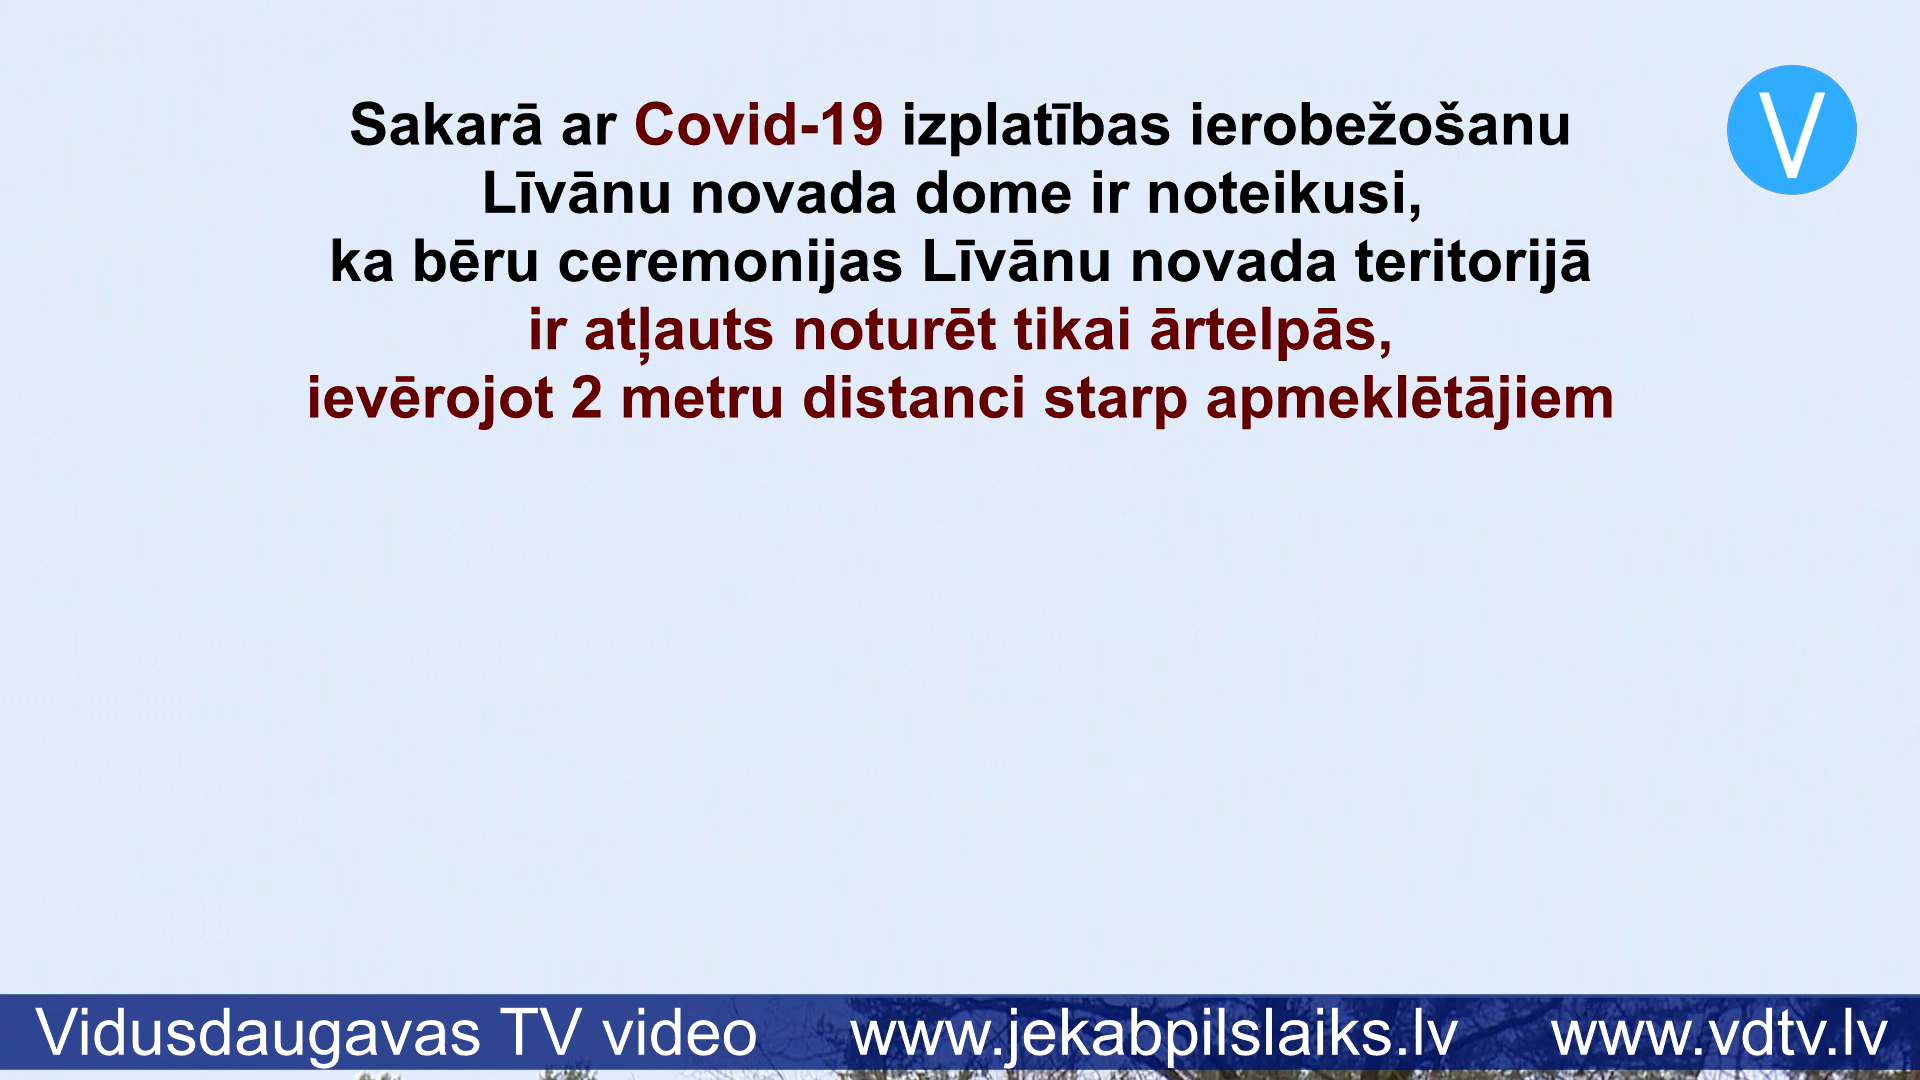 Sakarā ar Covid-19 izplatības ierobežošanu
Līvānu novada dome ir noteikusi,
ka bēru ceremonijas Līvānu novada teritorijā
ir atļauts noturēt tikai ārtelpās,
ievērojot 2 metru distanci starp apmeklētājiem
V
Vidusdaugavas TV video www.jekabpilslaiks.lv www.vdtv.lv